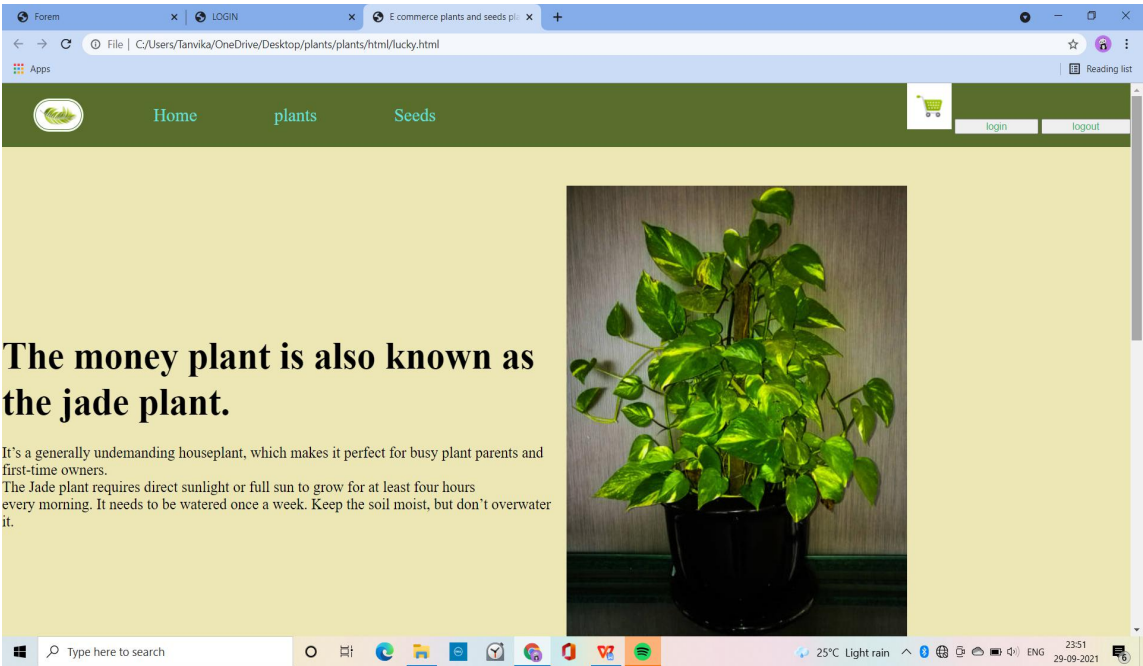 Forem
LOGIN
E commerce plants and seeds pla
File | C:/Users/Tanvika/OneDrive/Desktop/plants/plants/html/lucky.html
Apps
Reading list
Home plants Seeds
login logout
The money plant is also known as
the jade plant.
It’s a generally undemanding houseplant, which makes it perfect for busy plant parents and
first-time owners.
The Jade plant requires direct sunlight or full sun to grow for at least four hours
every morning. It needs to be watered once a week. Keep the soil moist, but don’t overwater
it.
Type here to search
25°C Light rain ENG
23:51
29-09-2021
6